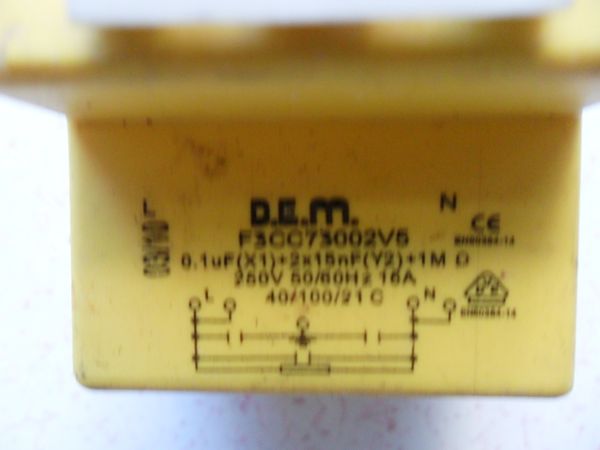 D.E.M.
N
F3CC73002V5
CE
0.1uF(X1)+2x15nF(Y2)+1M Ω
250V 50/60Hz 16A
40/100/21 C
L
N